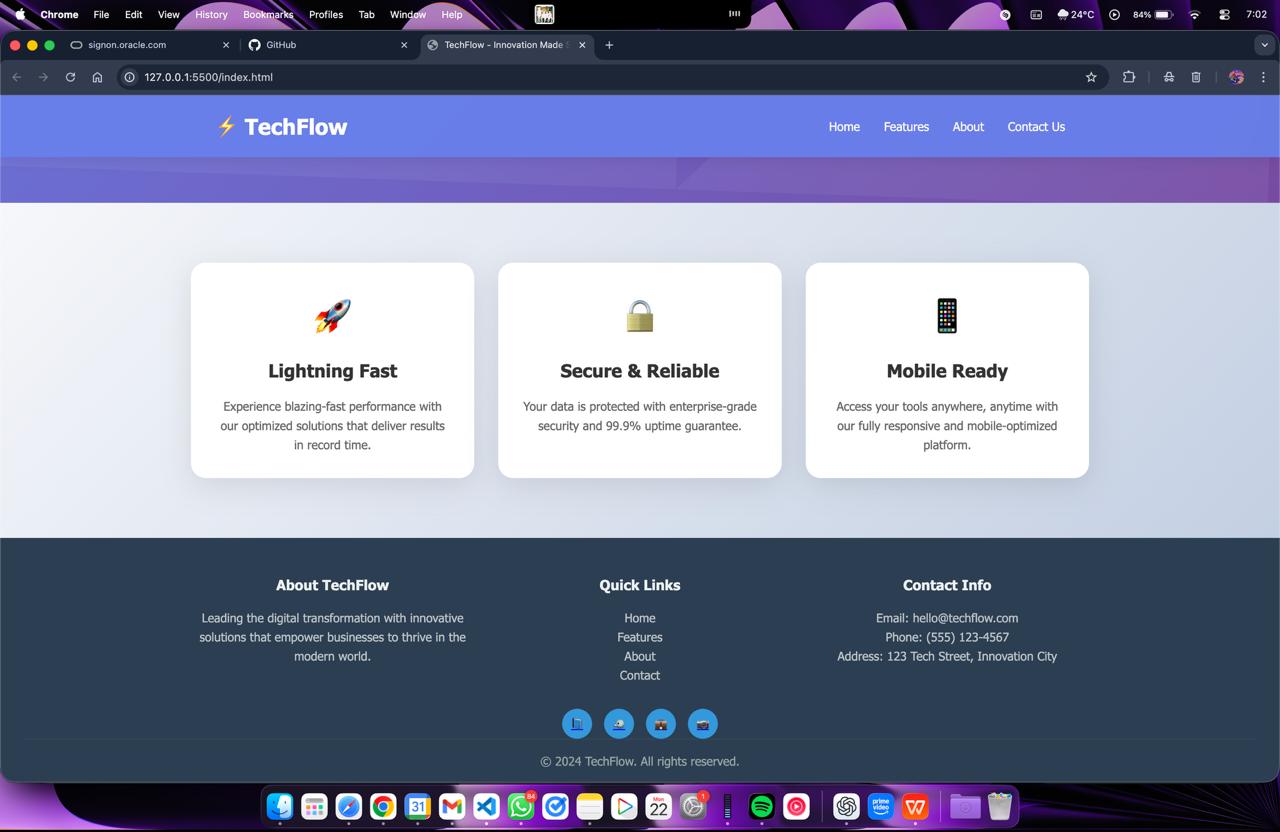 Chrome File Edit View History Bookmarks Profiles Tab Window Help 24°C 84% 7:02
signon.oracle.com GitHub TechFlow - Innovation Made
127.0.0.1:5500/index.html
⚡ TechFlow Home Features About Contact Us
Lightning Fast
Experience blazing-fast performance with
our optimized solutions that deliver results
in record time.
Secure & Reliable
Your data is protected with enterprise-grade
security and 99.9% uptime guarantee.
Mobile Ready
Access your tools anywhere, anytime with
our fully responsive and mobile-optimized
platform.
About TechFlow
Leading the digital transformation with innovative
solutions that empower businesses to thrive in the
modern world.
Quick Links
Home
Features
About
Contact
Contact Info
Email: hello@techflow.com
Phone: (555) 123-4567
Address: 123 Tech Street, Innovation City
© 2024 TechFlow. All rights reserved.
31 84 Mon 22 1 prime video